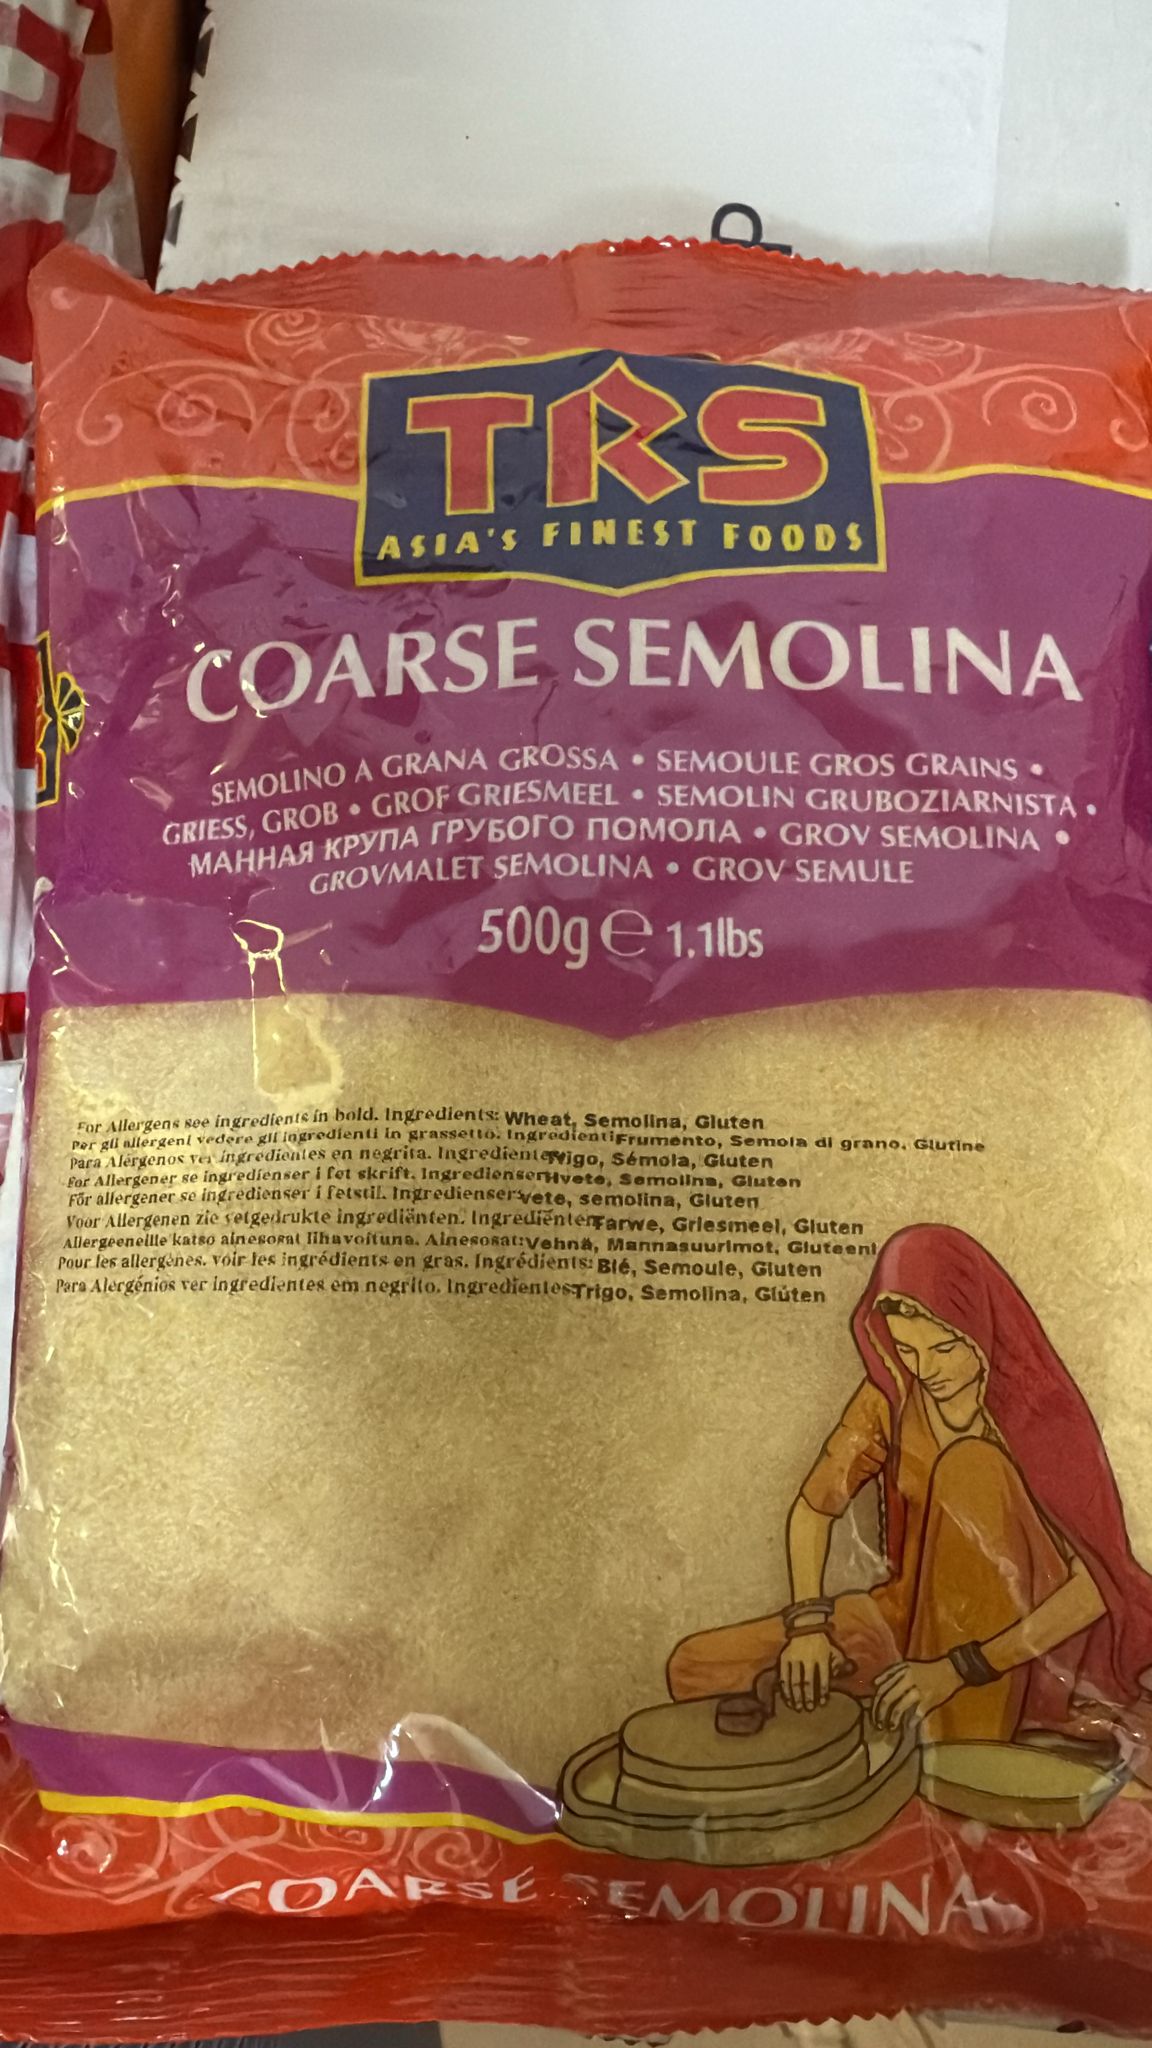 TRS
ASIA'S FINEST FOODS
COARSE SEMOLINA
SEMOLINO A GRANA GROSSA • SEMOULE GROS GRAINS •
GRIESS, GROB • GROF GRIESMEEL • SEMOLIN GRUBOZIARNISTA •
МАННАЯ КРУПА ГРУБОГО ПОМОЛА • GROV SEMOLINA •
GROVMALET SEMOLINA • GROV SEMULE
500g e 1.1lbs
For Allergens see ingredients in bold. Ingredients: Wheat, Semolina, Gluten
Per gli allergeni vedere gli ingredienti in grassetto. Ingredienti Frumento, Semola di grano, Glutine
Para Alérgenos ver ingredientes en negrita. Ingredientes Trigo, Sémola, Gluten
For Allergener se ingredienser i fet skrift. Ingredienser Hvete, Semolina, Gluten
För allergener se ingredienser i fetstil. Ingredienser: vete, semolina, Gluten
Voor Allergenen zie vetgedrukte ingrediënten. Ingrediënten Tarwe, Griesmeel, Gluten
Allergeeneille katso ainesosat lihavoituna. Ainesosat: Vehnä, Mannasuurimot, Gluteeni
Pour les allergènes. voir les ingrédients en gras. Ingrédients: Blé, Semoule, Gluten
Para Alergénios ver ingredientes em negrito. Ingredientes Trigo, Semolina, Glúten
COARSE SEMOLINA